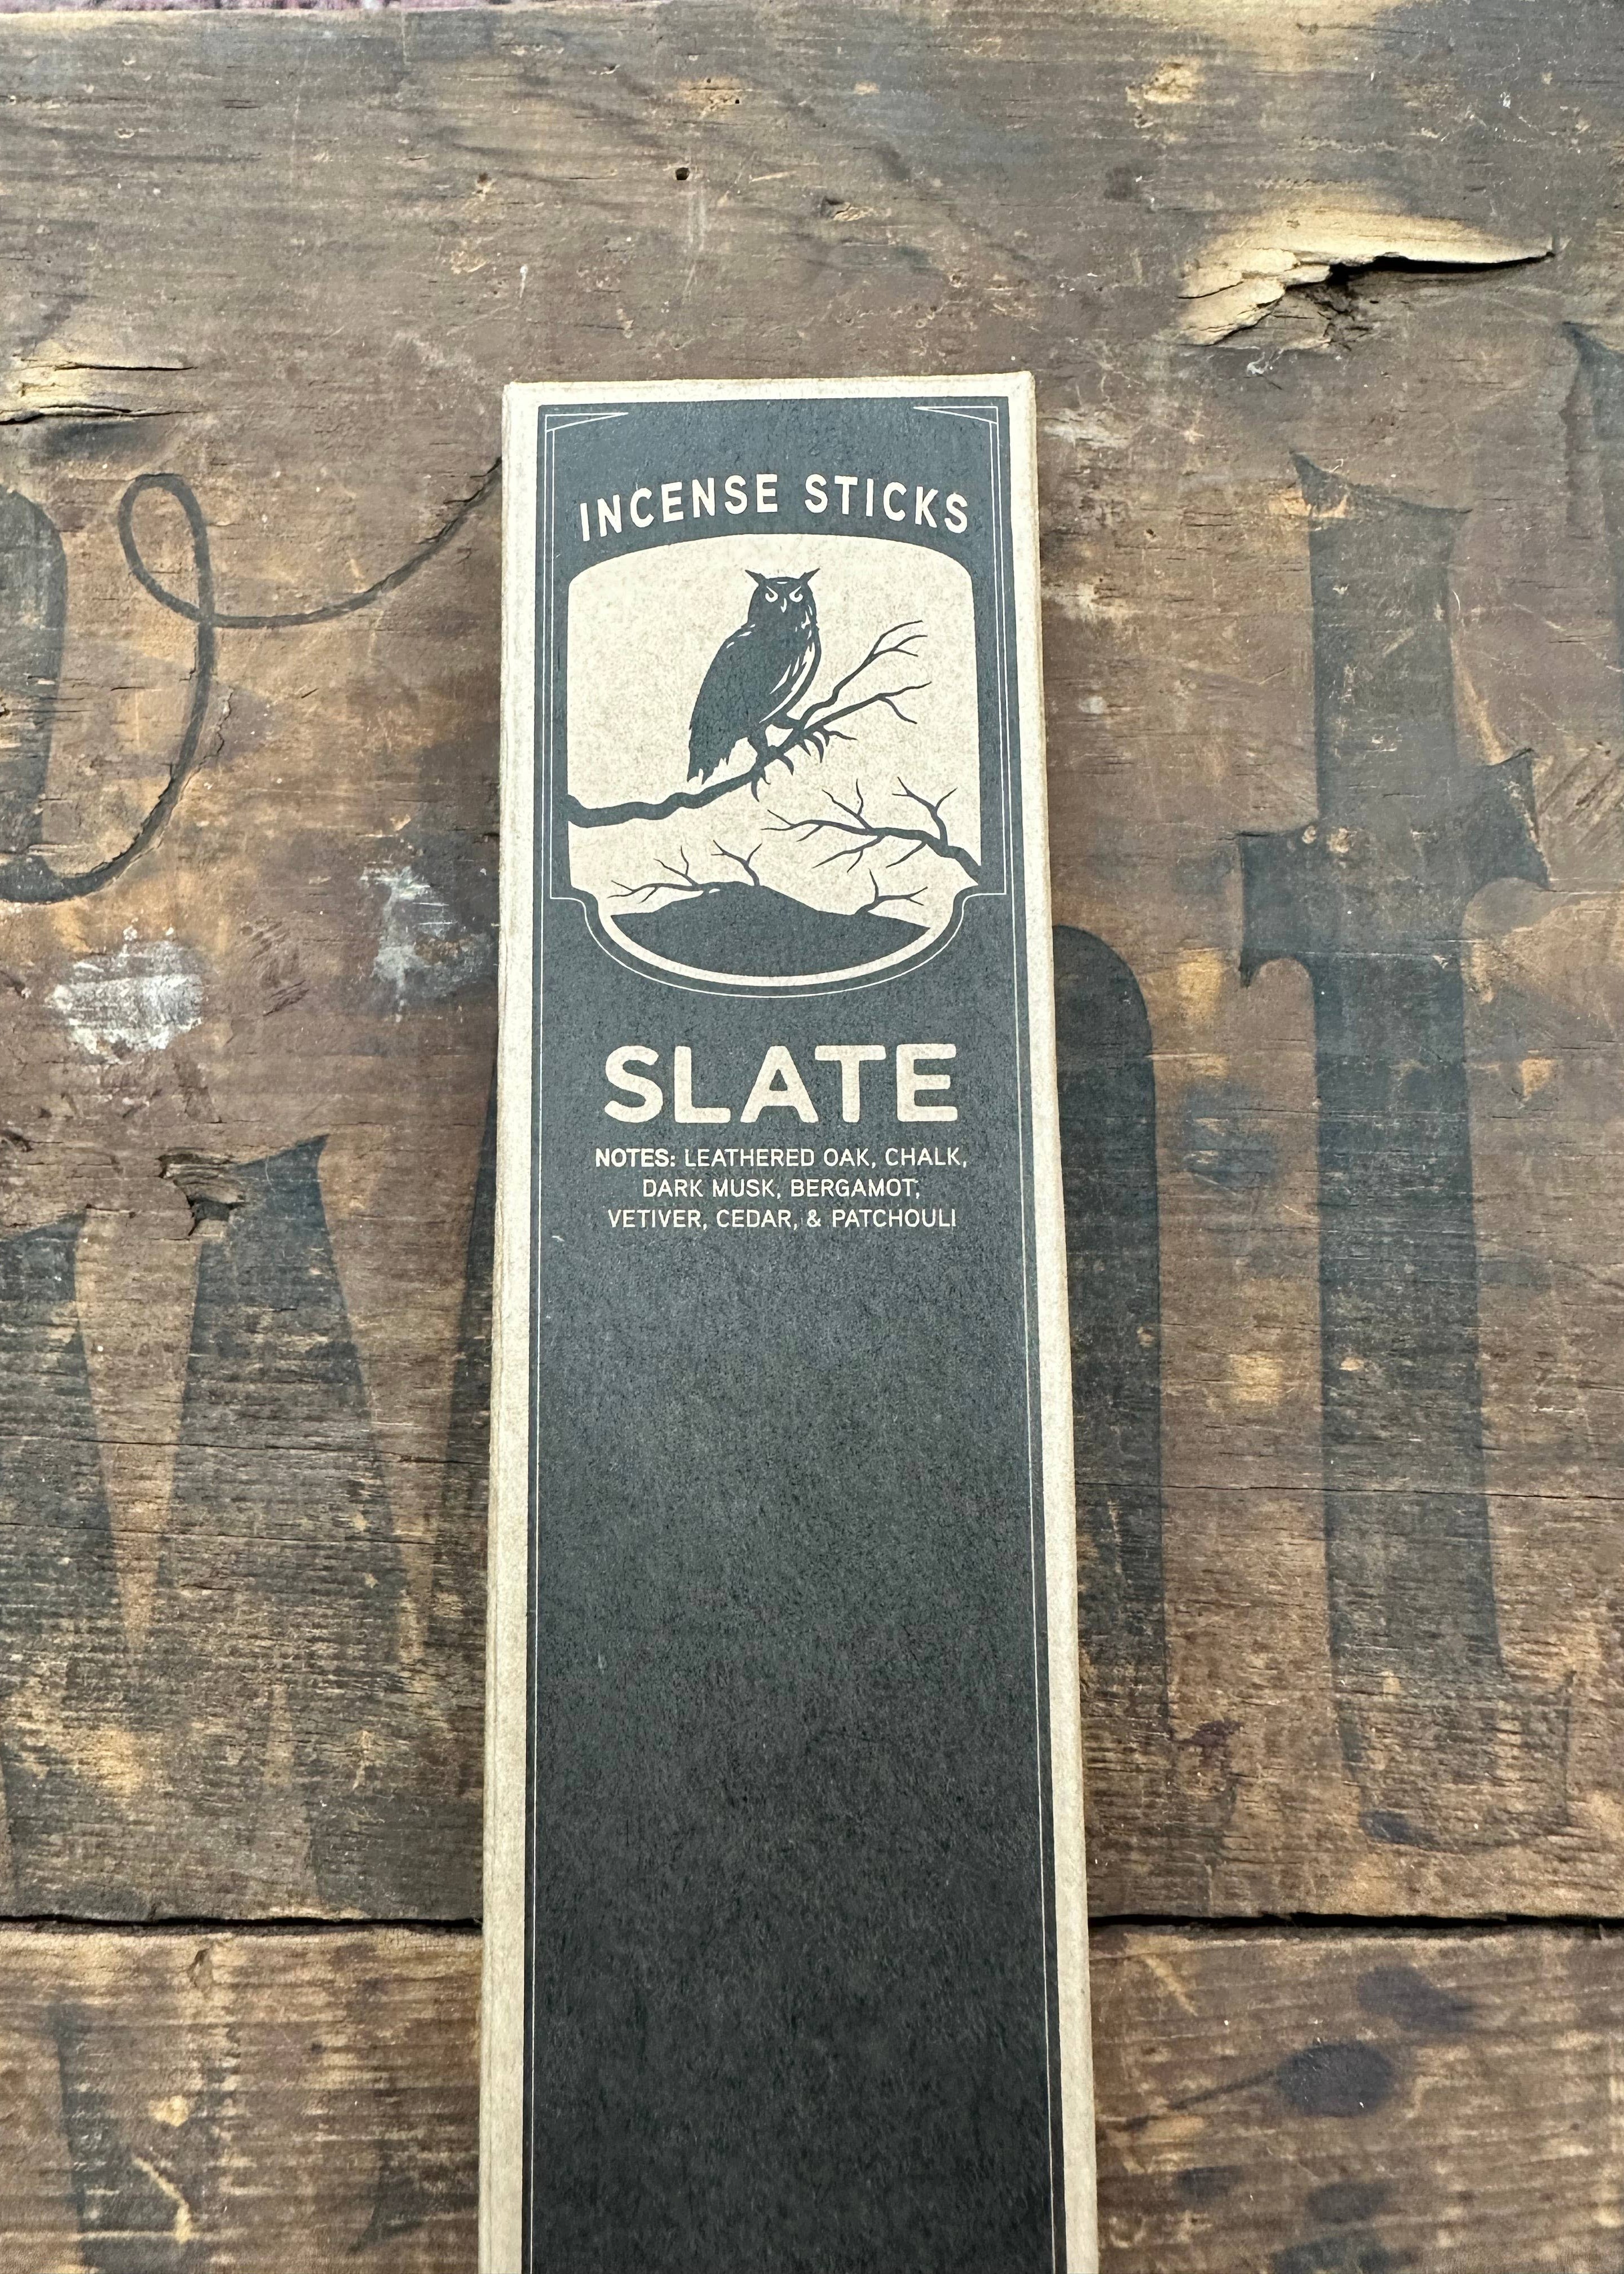 INCENSE STICKS
SLATE
NOTES: LEATHERED OAK, CHALK,
DARK MUSK, BERGAMOT,
VETIVER, CEDAR, & PATCHOULI